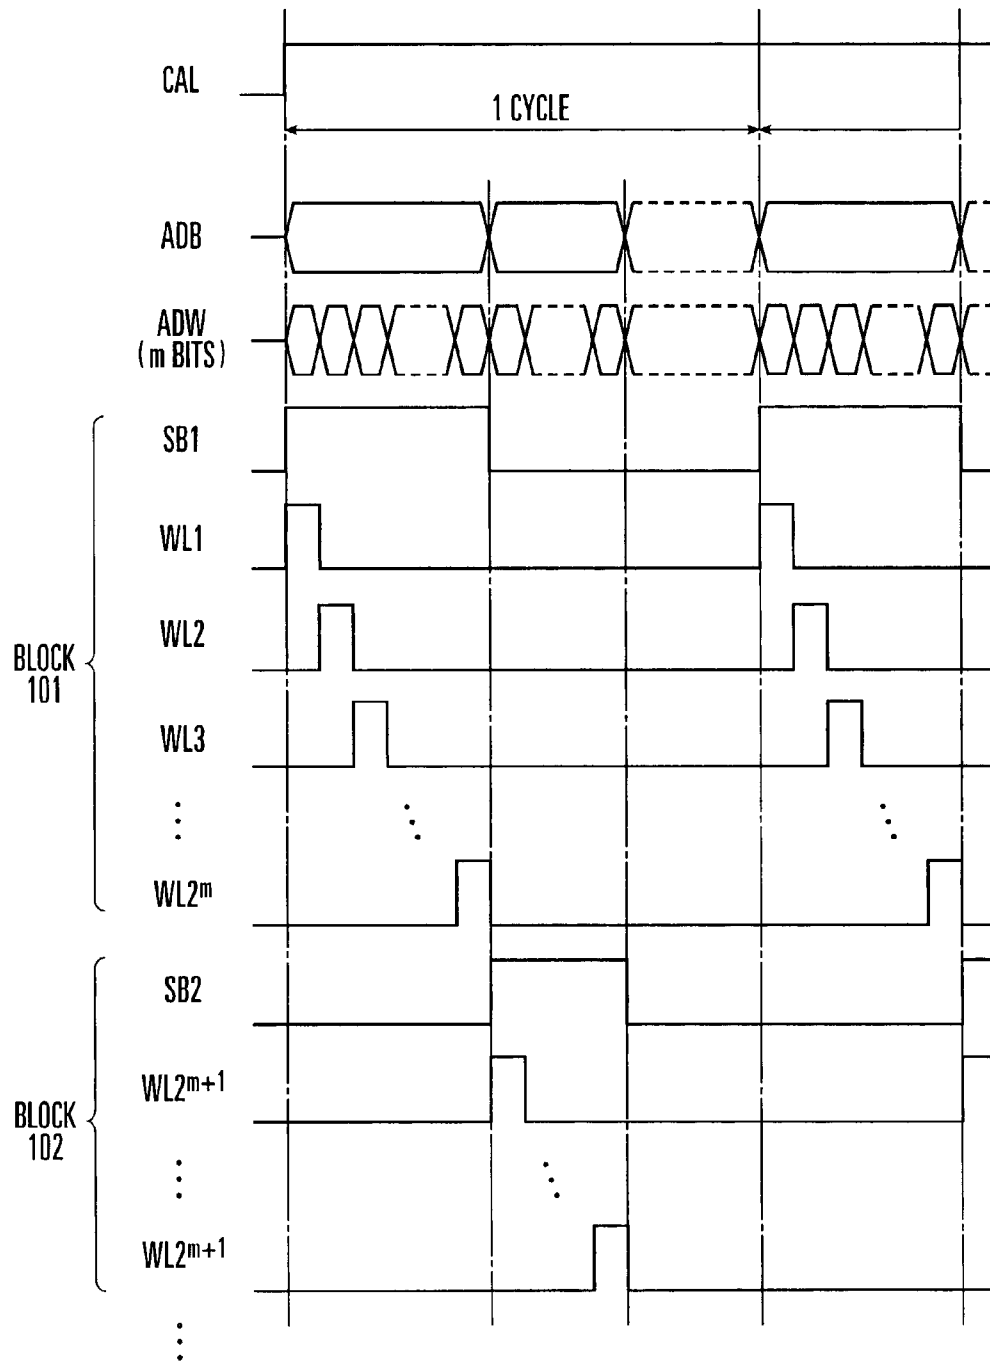 CAL
1 CYCLE
ADB
ADW
(m BITS)
SB1
WL1
WL2
BLOCK
101
WL3
WL2ᵐ
SB2
WL2ᵐ⁺¹
BLOCK
102
WL2ᵐ⁺¹